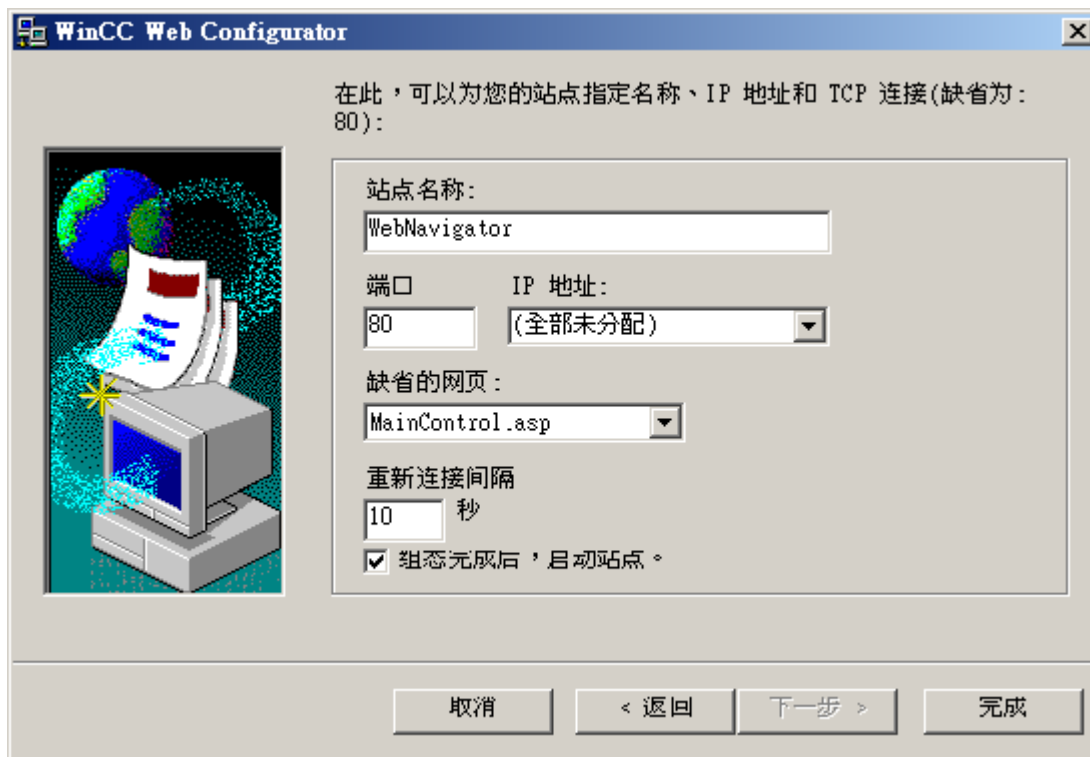 WinCC Web Configurator
在此，可以为您的站点指定名称、IP 地址和 TCP 连接(缺省为:
80):
站点名称:
WebNavigator
端口
IP 地址:
80
(全部未分配)
缺省的网页:
MainControl.asp
重新连接间隔
10
秒
组态完成后，启动站点。
取消
< 返回
下一步 >
完成